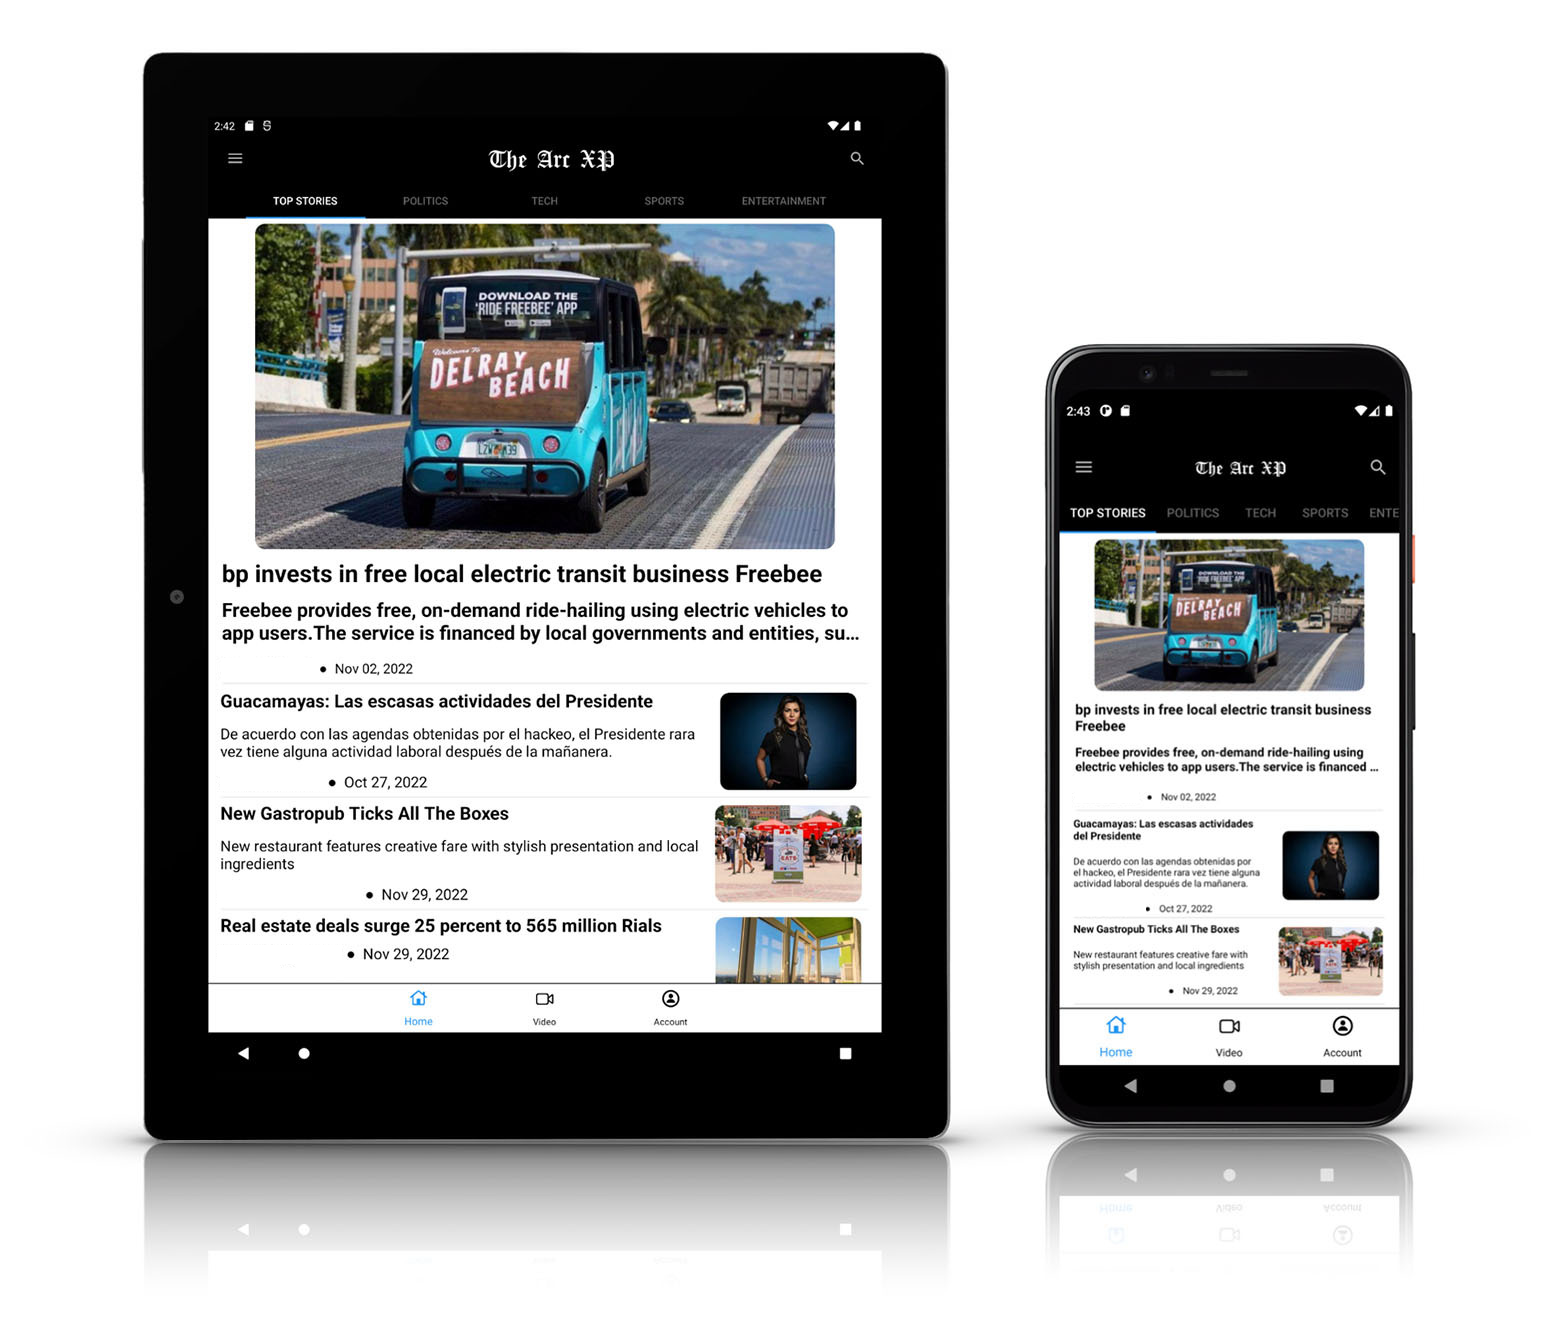 2:42
The Arc XP
TOP STORIES POLITICS TECH SPORTS ENTERTAINMENT
DOWNLOAD THE
'RIDE FREEBEE' APP
Welcome To
DELRAY
BEACH
bp invests in free local electric transit business Freebee
Freebee provides free, on-demand ride-hailing using electric vehicles to
app users.The service is financed by local governments and entities, su...
• Nov 02, 2022
Guacamayas: Las escasas actividades del Presidente
De acuerdo con las agendas obtenidas por el hackeo, el Presidente rara
vez tiene alguna actividad laboral después de la mañanera.
• Oct 27, 2022
New Gastropub Ticks All The Boxes
New restaurant features creative fare with stylish presentation and local
ingredients
• Nov 29, 2022
EATS
Real estate deals surge 25 percent to 565 million Rials
• Nov 29, 2022
Home Video Account
2:43
The Arc XP
TOP STORIES POLITICS TECH SPORTS ENTE
DOWNLOAD THE
'RIDE FREEBEE' APP
DELRAY
BEACH
bp invests in free local electric transit business
Freebee
Freebee provides free, on-demand ride-hailing using
electric vehicles to app users.The service is financed ...
• Nov 02, 2022
Guacamayas: Las escasas actividades
del Presidente
De acuerdo con las agendas obtenidas por
el hackeo, el Presidente rara vez tiene alguna
actividad laboral después de la mañanera.
• Oct 27, 2022
New Gastropub Ticks All The Boxes
New restaurant features creative fare with
stylish presentation and local ingredients
• Nov 29, 2022
Home Video Account